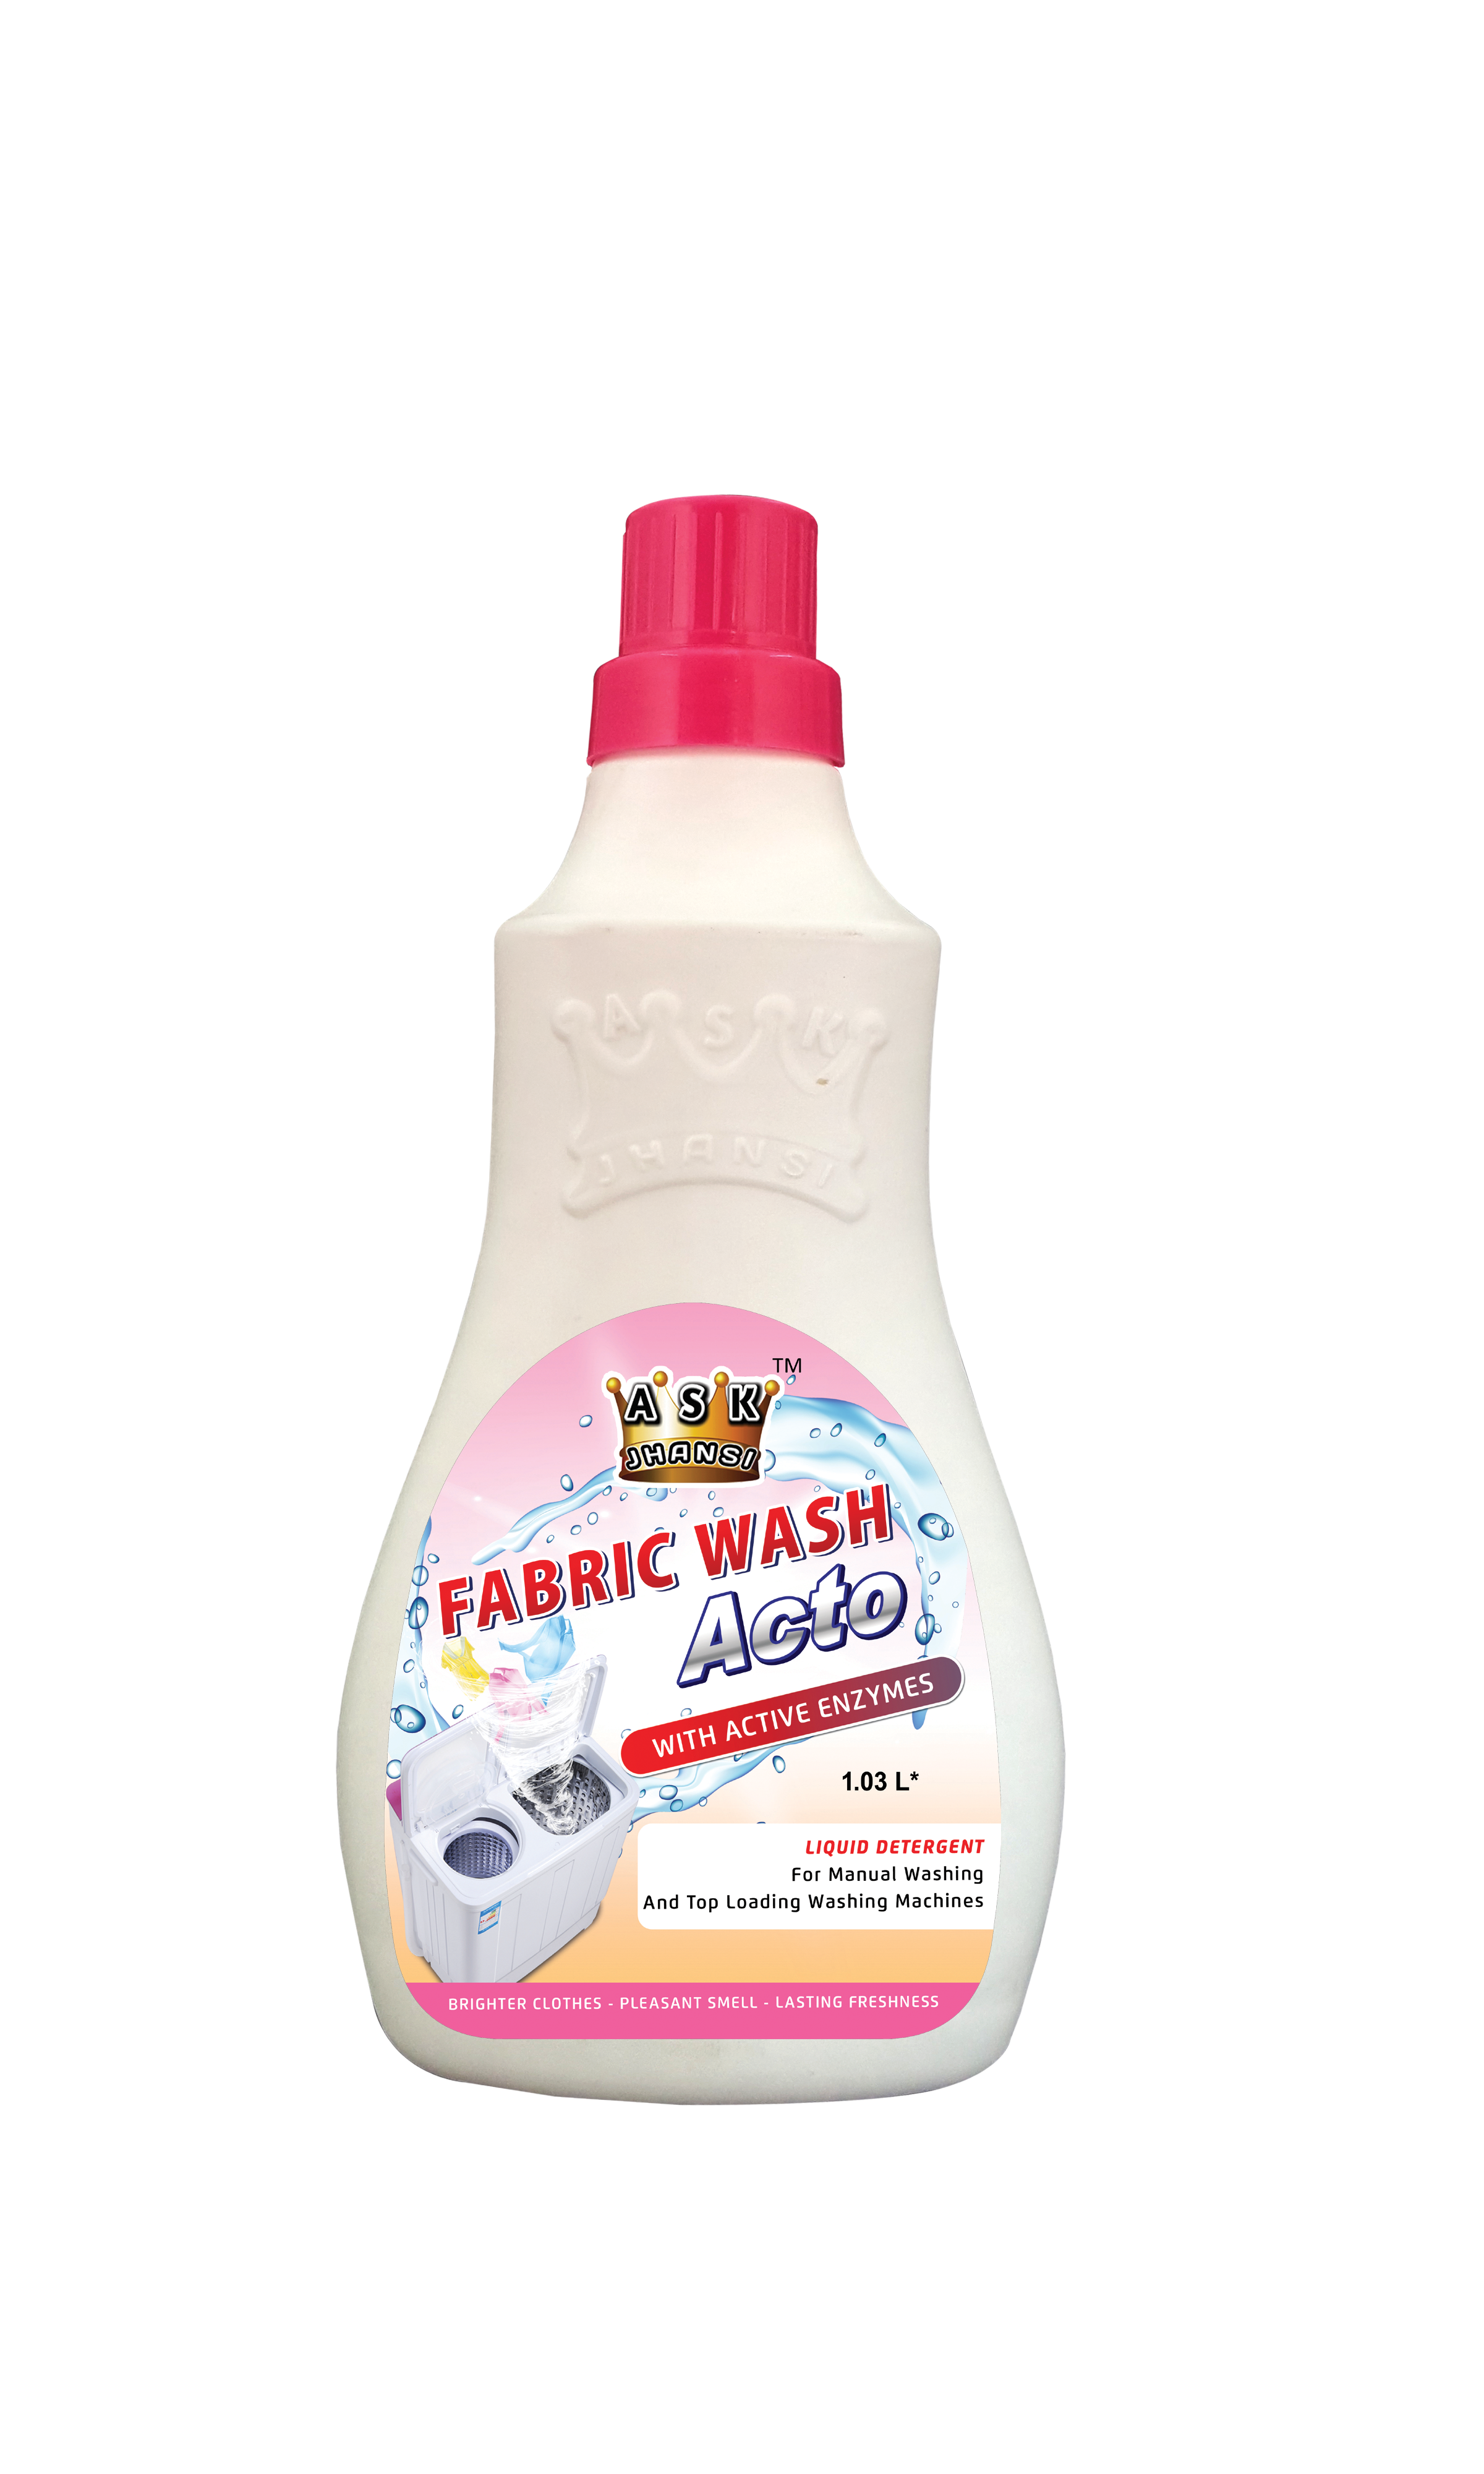 A S K
JHANSI
TM
A S K
JHANSI
FABRIC WASH
Acto
WITH ACTIVE ENZYMES
1.03 L*
LIQUID DETERGENT
For Manual Washing
And Top Loading Washing Machines
BRIGHTER CLOTHES - PLEASANT SMELL - LASTING FRESHNESS